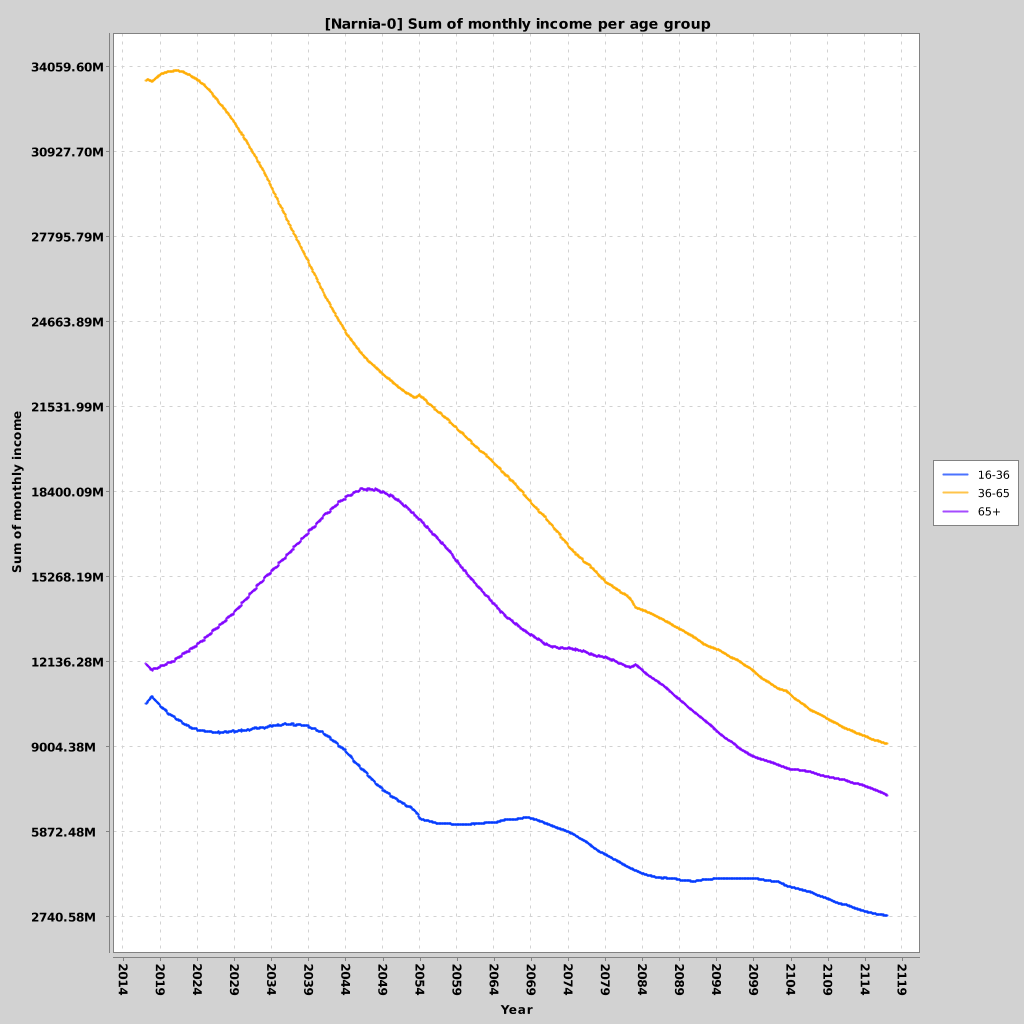 [Narnia-0] Sum of monthly income per age group
34059.60M
30927.70M
27795.79M
24663.89M
21531.99M
18400.09M
15268.19M
12136.28M
9004.38M
5872.48M
2740.58M
Sum of monthly income
2014 2019 2024 2029 2034 2039 2044 2049 2054 2059 2064 2069 2074 2079 2084 2089 2094 2099 2104 2109 2114 2119
Year
16-36
36-65
65+